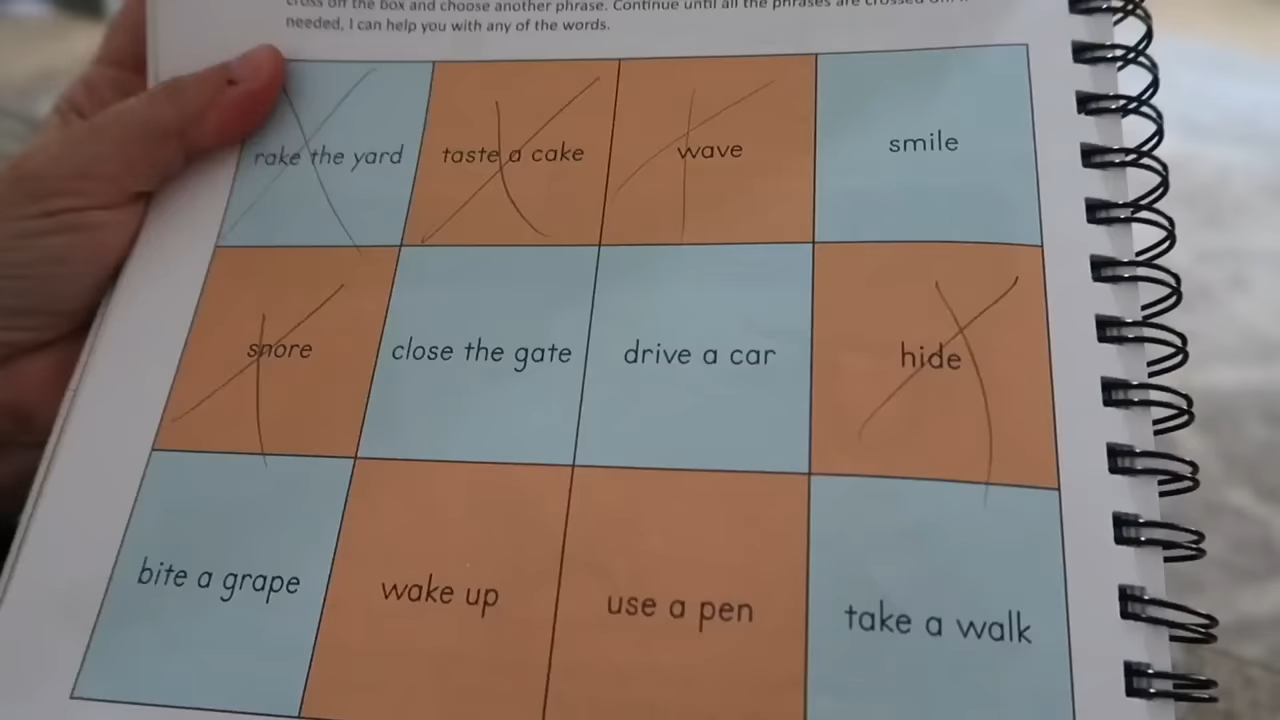 cross off the box and choose another phrase. Continue until all the phrases are crossed off. If
needed, I can help you with any of the words.
rake the yard
taste a cake
wave
smile
snore
close the gate
drive a car
hide
bite a grape
wake up
use a pen
take a walk